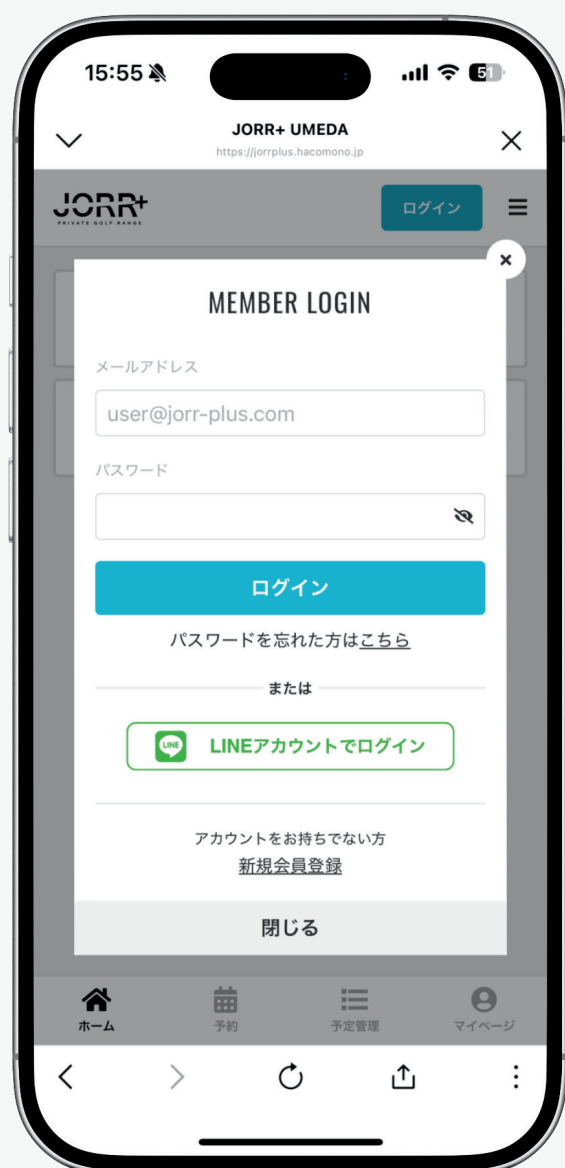 15:55
51
JORR+ UMEDA
https://jorrplus.hacomono.jp
JORR+
PRIVATE GOLF RANGE
ログイン
MEMBER LOGIN
メールアドレス
user@jorr-plus.com
パスワード
ログイン
パスワードを忘れた方はこちら
または
LINE
LINEアカウントでログイン
アカウントをお持ちでない方
新規会員登録
閉じる
ホーム
予約
予定管理
マイページ